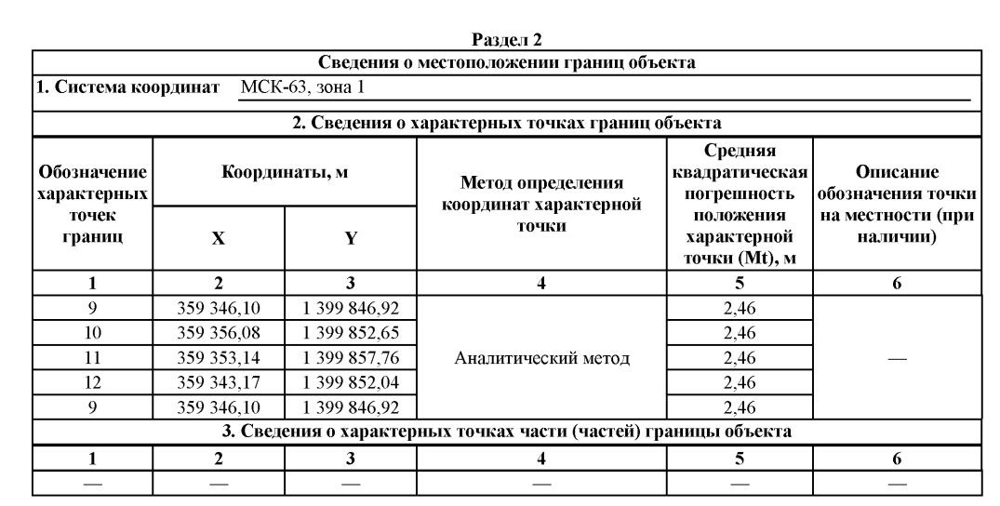 Раздел 2
Сведения о местоположении границ объекта
1. Система координат МСК-63, зона 1
2. Сведения о характерных точках границ объекта
Обозначение характерных точек границ
Координаты, м
X
Y
Метод определения координат характерной точки
Средняя квадратическая погрешность положения характерной точки (Mt), м
Описание обозначения точки на местности (при наличии)
1 2 3 4 5 6
9 359 346,10 1 399 846,92 2,46
10 359 356,08 1 399 852,65 2,46
11 359 353,14 1 399 857,76 Аналитический метод 2,46 —
12 359 343,17 1 399 852,04 2,46
9 359 346,10 1 399 846,92 2,46
3. Сведения о характерных точках части (частей) границы объекта
1 2 3 4 5 6
— — — — — —